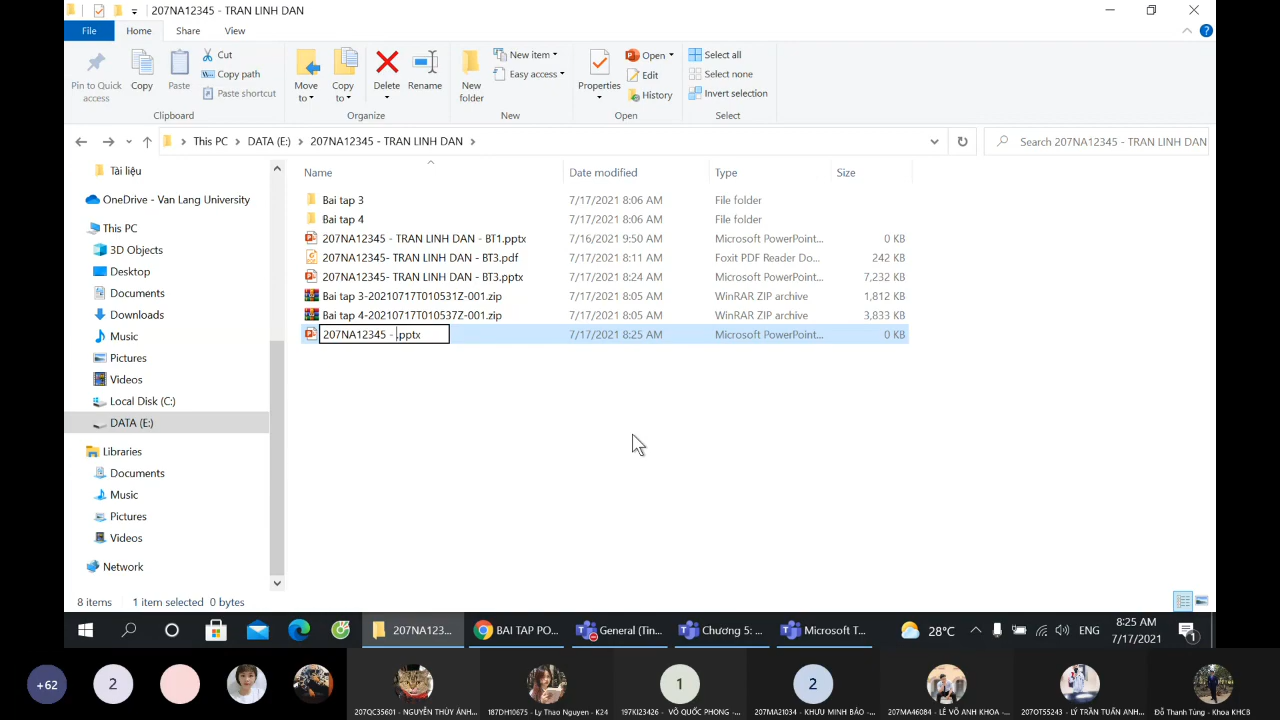 207NA12345 - TRAN LINH DAN
File
Home
Share
View
Pin to Quick access
Copy
Paste
Cut
Copy path
Paste shortcut
Clipboard
Move to
Copy to
Delete
Rename
Organize
New folder
New item
Easy access
New
Properties
Open
Edit
History
Open
Select all
Select none
Invert selection
Select
This PC
DATA (E:)
207NA12345 - TRAN LINH DAN
Search 207NA12345 - TRAN LINH DAN
Name
Date modified
Type
Size
Tài liệu
OneDrive - Van Lang University
This PC
3D Objects
Desktop
Documents
Downloads
Music
Pictures
Videos
Local Disk (C:)
DATA (E:)
Libraries
Documents
Music
Pictures
Videos
Network
Bai tap 3 7/17/2021 8:06 AM File folder
Bai tap 4 7/17/2021 8:06 AM File folder
207NA12345 - TRAN LINH DAN - BT1.pptx 7/16/2021 9:50 AM Microsoft PowerPoint... 0 KB
207NA12345- TRAN LINH DAN - BT3.pdf 7/17/2021 8:11 AM Foxit PDF Reader Do... 242 KB
207NA12345- TRAN LINH DAN - BT3.pptx 7/17/2021 8:24 AM Microsoft PowerPoint... 7,232 KB
Bai tap 3-20210717T010531Z-001.zip 7/17/2021 8:05 AM WinRAR ZIP archive 1,812 KB
Bai tap 4-20210717T010537Z-001.zip 7/17/2021 8:05 AM WinRAR ZIP archive 3,833 KB
207NA12345 - .pptx 7/17/2021 8:25 AM Microsoft PowerPoint... 0 KB
8 items 1 item selected 0 bytes
207NA123...
BAI TAP PO...
General (Tin...
Chương 5: ...
Microsoft T...
28°C
ENG
8:25 AM
7/17/2021
1
+62
2
1
2
207QC35601 - NGUYỄN THÙY ÁNH...
187DH10675 - Ly Thao Nguyen - K24
197KI23426 - VÕ QUỐC PHONG -...
207MA21034 - KHƯU MINH BẢO -...
207MA46084 - LÊ VÕ ANH KHOA -...
207OT55243 - LÝ TRẦN TUẤN ANH...
Đỗ Thanh Tùng - Khoa KHCB